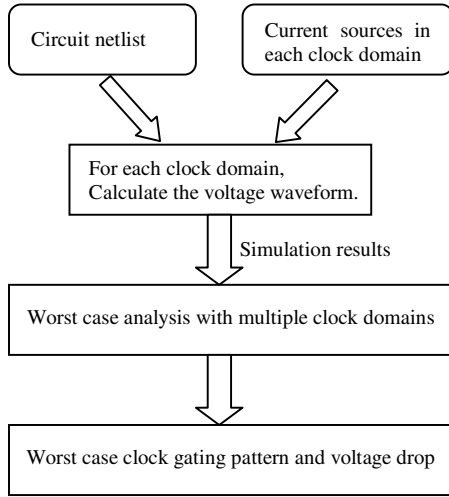 Circuit netlist
Current sources in
each clock domain
For each clock domain,
Calculate the voltage waveform.
Simulation results
Worst case analysis with multiple clock domains
Worst case clock gating pattern and voltage drop